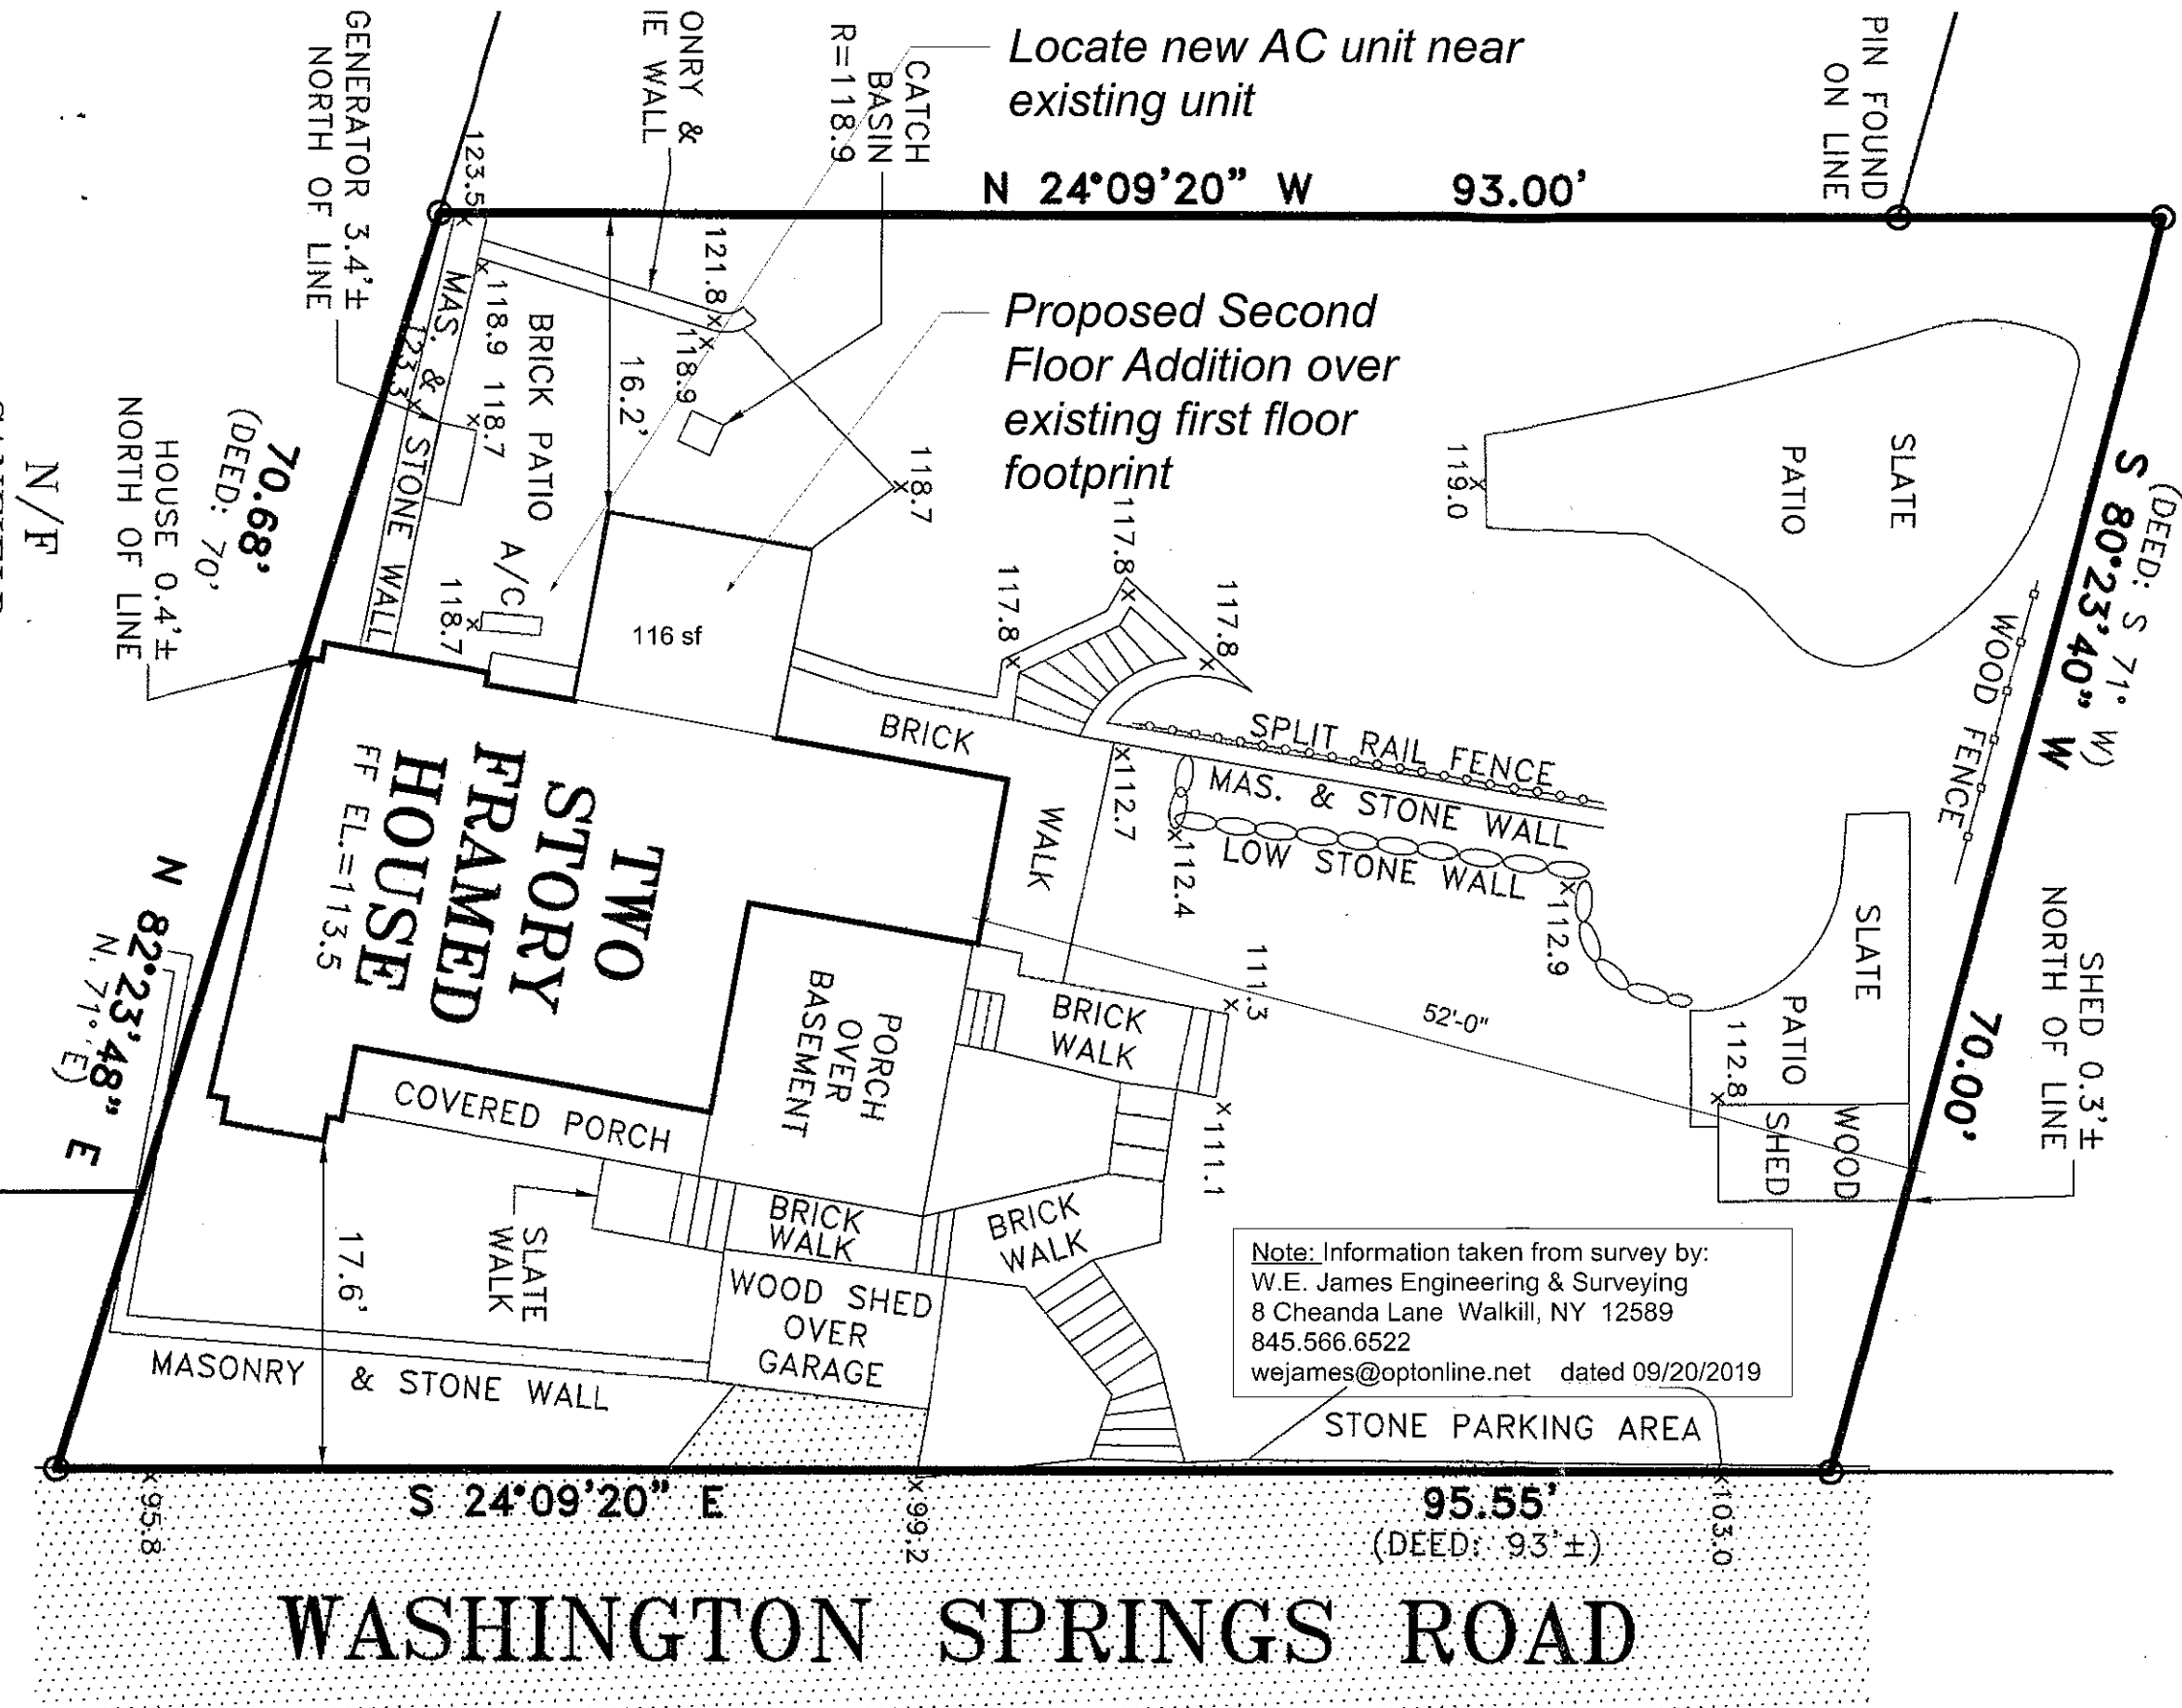 PIN FOUND
ON LINE
Locate new AC unit near
existing unit
CATCH
BASIN
R=118.9
ONRY &
IE WALL
GENERATOR 3.4'±
NORTH OF LINE
N 24°09'20" W 93.00'
123.5
121.8
118.9
118.9
118.7
MAS. & STONE WALL
123.3
BRICK PATIO
16.2'
118.7
Proposed Second
Floor Addition over
existing first floor
footprint
A/C
118.7
116 sf
117.8
117.8
117.8
119.0
SLATE
PATIO
(DEED: S 71° W)
S 80°23'40" W
70.00'
WOOD FENCE
SHED 0.3'±
NORTH OF LINE
70.68'
(DEED: 70'
HOUSE 0.4'±
NORTH OF LINE
N/F
N 82°23'48" E
N. 71° E)
BRICK
WALK
SPLIT RAIL FENCE
MAS. & STONE WALL
LOW STONE WALL
112.7
112.4
112.9
SLATE
PATIO
112.8
WOOD
SHED
52'-0"
TWO
STORY
FRAMED
HOUSE
FF EL.=113.5
PORCH
OVER
BASEMENT
BRICK
WALK
111.3
111.1
COVERED PORCH
SLATE
WALK
BRICK
WALK
BRICK
WALK
17.6'
WOOD SHED
OVER
GARAGE
MASONRY & STONE WALL
Note: Information taken from survey by:
W.E. James Engineering & Surveying
8 Cheanda Lane Walkill, NY 12589
845.566.6522
wejames@optonline.net dated 09/20/2019
STONE PARKING AREA
S 24°09'20" E
95.55'
(DEED: 93'±)
95.8
99.2
103.0
WASHINGTON SPRINGS ROAD